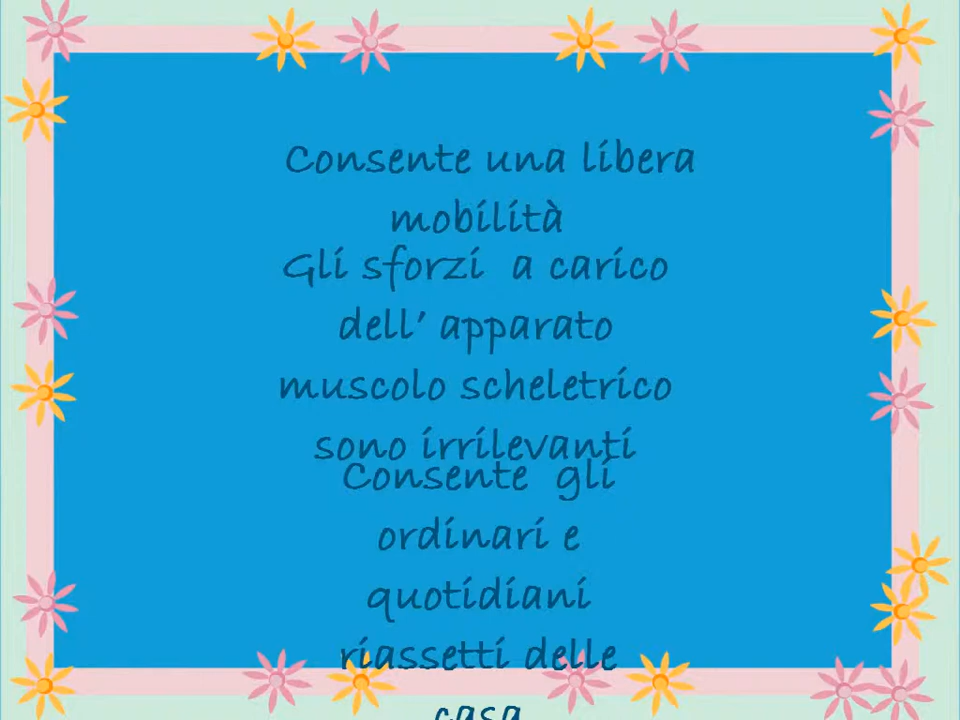 Consente una libera
mobilità
Gli sforzi a carico
dell’ apparato
muscolo scheletrico
sono irrilevanti
Consente gli
ordinari e
quotidiani
riassetti delle
casa